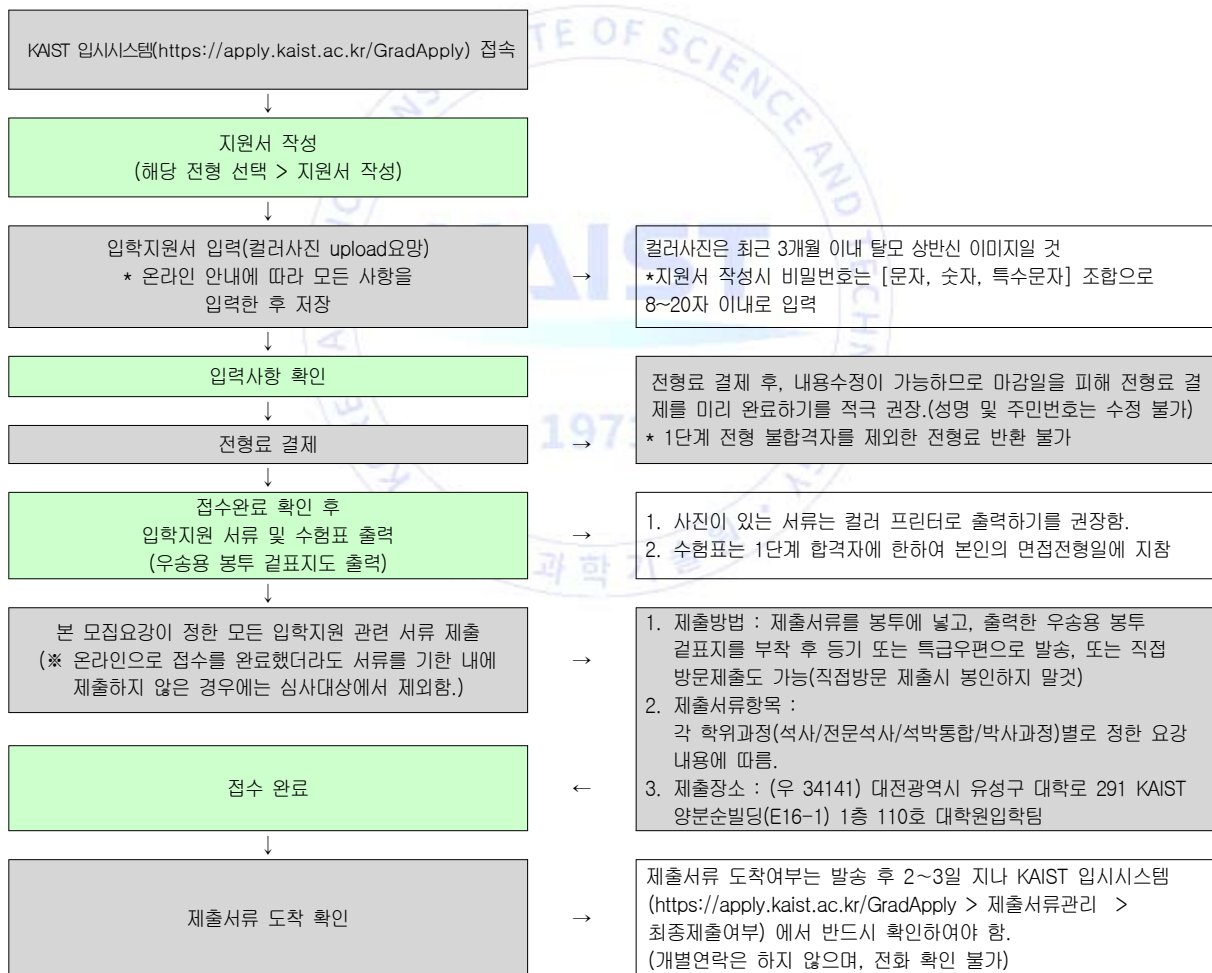 KAIST 입시시스템(https://apply.kaist.ac.kr/GradApply) 접속
↓
지원서 작성
(해당 전형 선택 > 지원서 작성)
↓
입학지원서 입력(컬러사진 upload요망)
* 온라인 안내에 따라 모든 사항을
입력한 후 저장
→
컬러사진은 최근 3개월 이내 탈모 상반신 이미지일 것
*지원서 작성시 비밀번호는 [문자, 숫자, 특수문자] 조합으로
8~20자 이내로 입력
↓
입력사항 확인
↓
전형료 결제
→
전형료 결제 후, 내용수정이 가능하므로 마감일을 피해 전형료 결
제를 미리 완료하기를 적극 권장.(성명 및 주민번호는 수정 불가)
* 1단계 전형 불합격자를 제외한 전형료 반환 불가
↓
접수완료 확인 후
입학지원 서류 및 수험표 출력
(우송용 봉투 겉표지도 출력)
→
1. 사진이 있는 서류는 컬러 프린터로 출력하기를 권장함.
2. 수험표는 1단계 합격자에 한하여 본인의 면접전형일에 지참
↓
본 모집요강이 정한 모든 입학지원 관련 서류 제출
(※ 온라인으로 접수를 완료했더라도 서류를 기한 내에
제출하지 않은 경우에는 심사대상에서 제외함.)
→
1. 제출방법 : 제출서류를 봉투에 넣고, 출력한 우송용 봉투
겉표지를 부착 후 등기 또는 특급우편으로 발송, 또는 직접
방문제출도 가능(직접방문 제출시 봉인하지 말것)
2. 제출서류항목 :
각 학위과정(석사/전문석사/석박통합/박사과정)별로 정한 요강
내용에 따름.
3. 제출장소 : (우 34141) 대전광역시 유성구 대학로 291 KAIST
양분순빌딩(E16-1) 1층 110호 대학원입학팀
접수 완료
←
↓
제출서류 도착 확인
→
제출서류 도착여부는 발송 후 2~3일 지나 KAIST 입시시스템
(https://apply.kaist.ac.kr/GradApply > 제출서류관리 >
최종제출여부) 에서 반드시 확인하여야 함.
(개별연락은 하지 않으며, 전화 확인 불가)